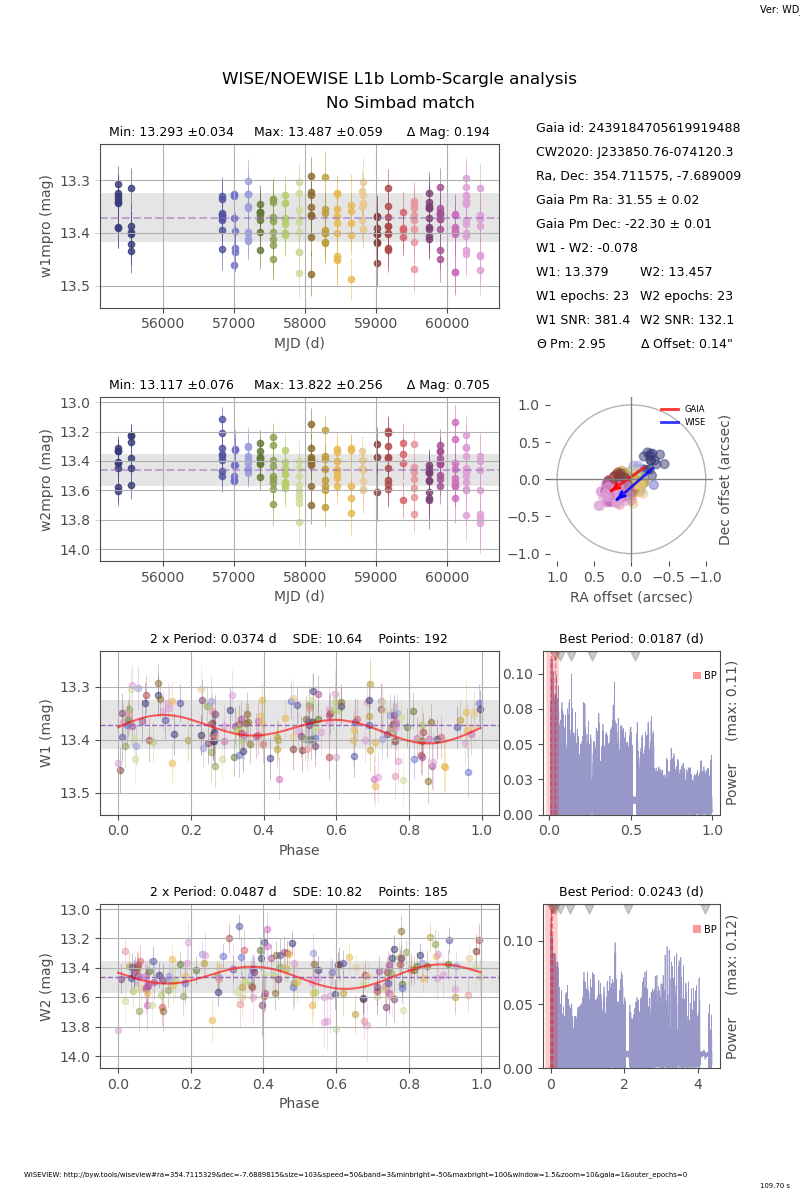 Ver: WD
WISE/NOEWISE L1b Lomb-Scargle analysis
No Simbad match
Min: 13.293 ±0.034 Max: 13.487 ±0.059 Δ Mag: 0.194
13.3
13.4
13.5
w1mpro (mag)
56000 57000 58000 59000 60000
MJD (d)
Gaia id: 2439184705619919488
CW2020: J233850.76-074120.3
Ra, Dec: 354.711575, -7.689009
Gaia Pm Ra: 31.55 ± 0.02
Gaia Pm Dec: -22.30 ± 0.01
W1 - W2: -0.078
W1: 13.379 W2: 13.457
W1 epochs: 23 W2 epochs: 23
W1 SNR: 381.4 W2 SNR: 132.1
Θ Pm: 2.95 Δ Offset: 0.14"
Min: 13.117 ±0.076 Max: 13.822 ±0.256 Δ Mag: 0.705
13.0
13.2
13.4
13.6
13.8
14.0
w2mpro (mag)
56000 57000 58000 59000 60000
MJD (d)
GAIA
WISE
1.0
0.5
0.0
−0.5
−1.0
Dec offset (arcsec)
1.0 0.5 0.0 −0.5 −1.0
RA offset (arcsec)
2 x Period: 0.0374 d SDE: 10.64 Points: 192
13.3
13.4
13.5
W1 (mag)
0.0 0.2 0.4 0.6 0.8 1.0
Phase
Best Period: 0.0187 (d)
BP
0.10
0.08
0.05
0.03
0.00
Power (max: 0.11)
0.0 0.5 1.0
2 x Period: 0.0487 d SDE: 10.82 Points: 185
13.0
13.2
13.4
13.6
13.8
14.0
W2 (mag)
0.0 0.2 0.4 0.6 0.8 1.0
Phase
Best Period: 0.0243 (d)
BP
0.10
0.05
0.00
Power (max: 0.12)
0 2 4
WISEVIEW: http://byw.tools/wiseview#ra=354.7115329&dec=-7.6889815&size=103&speed=50&band=3&minbright=-50&maxbright=100&window=1.5&zoom=10&gaia=1&outer_epochs=0
109.70 s